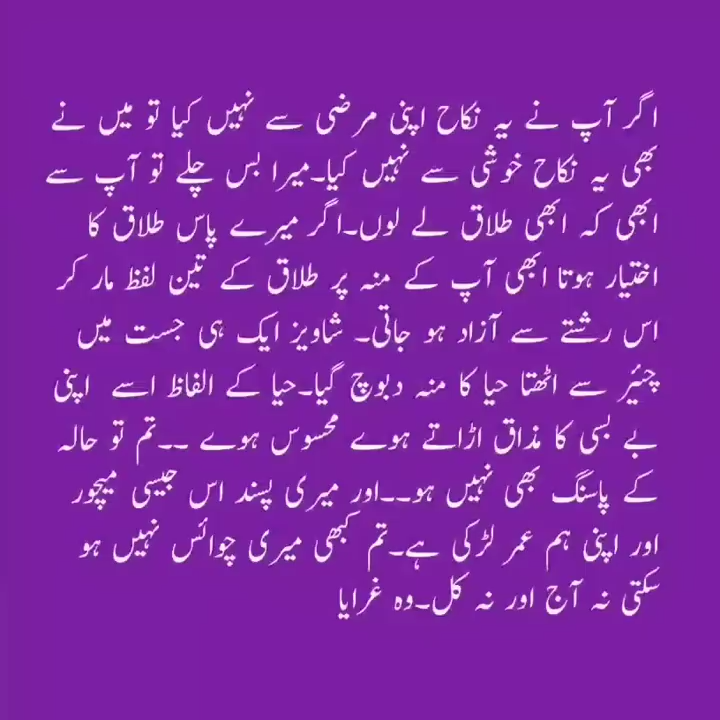 اگر آپ نے یہ نکاح اپنی مرضی سے نہیں کیا تو میں نے
بھی یہ نکاح خوشی سے نہیں کیا۔میرا بس چلے تو آپ سے
ابھی کہ ابھی طلاق لے لوں۔اگر میرے پاس طلاق کا
اختیار ہوتا ابھی آپ کے منہ پر طلاق کے تین لفظ مار کر
اس رشتے سے آزاد ہو جاتی۔ شاویز ایک ہی جست میں
چئیر سے اٹھتا حیا کا منہ دبوچ گیا۔حیا کے الفاظ اسے اپنی
بے بسی کا مذاق اڑاتے ہوے محسوس ہوے ۔۔تم تو حالہ
کے پاسنگ بھی نہیں ہو۔۔اور میری پسند اس جیسی میچور
اور اپنی ہم عمر لڑکی ہے۔تم کبھی میری چوائس نہیں ہو
سکتی نہ آج اور نہ کل۔وہ غرایا